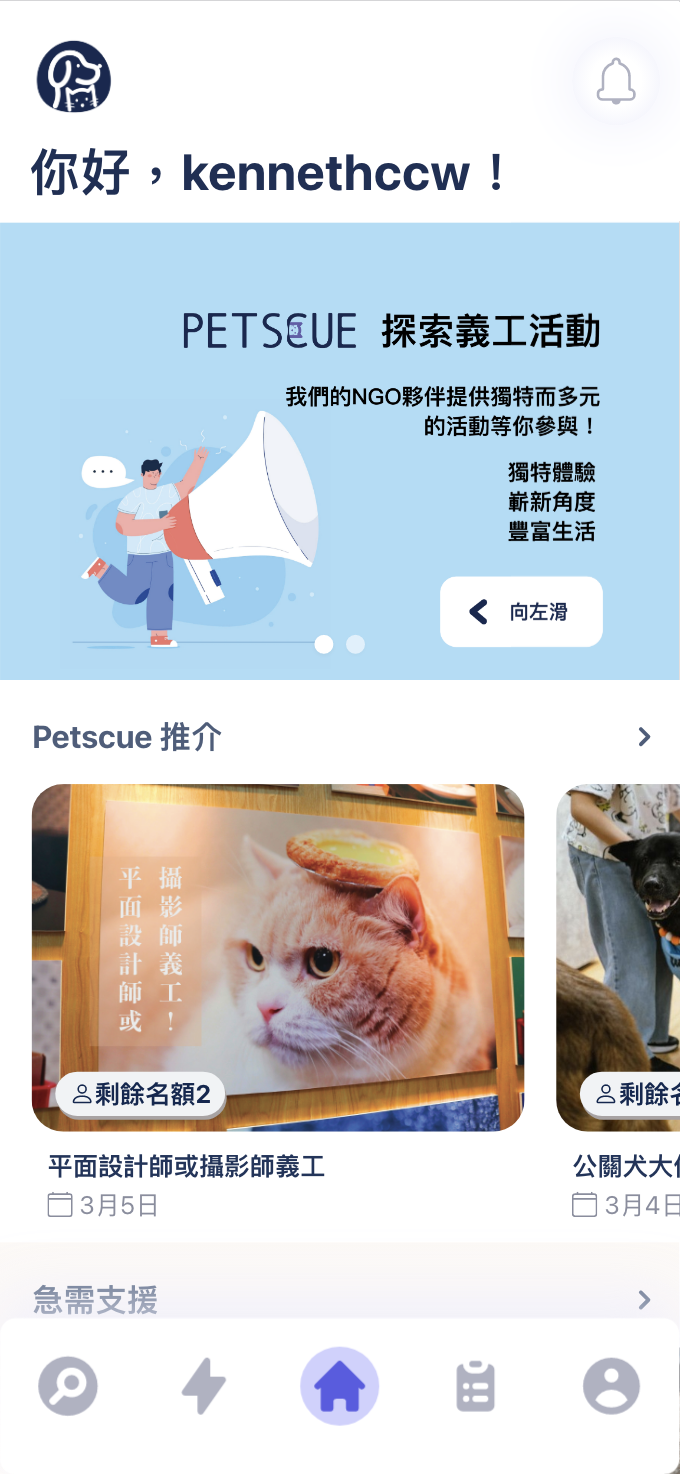 你好，kennethccw！
PETSCUE 探索義工活動
我們的NGO夥伴提供獨特而多元
的活動等你參與！
獨特體驗
嶄新角度
豐富生活
向左滑
Petscue 推介
平面設計師或
攝影師義工！
剩餘名額2
剩餘名
平面設計師或攝影師義工
公關犬大
3月5日
3月4日
急需支援